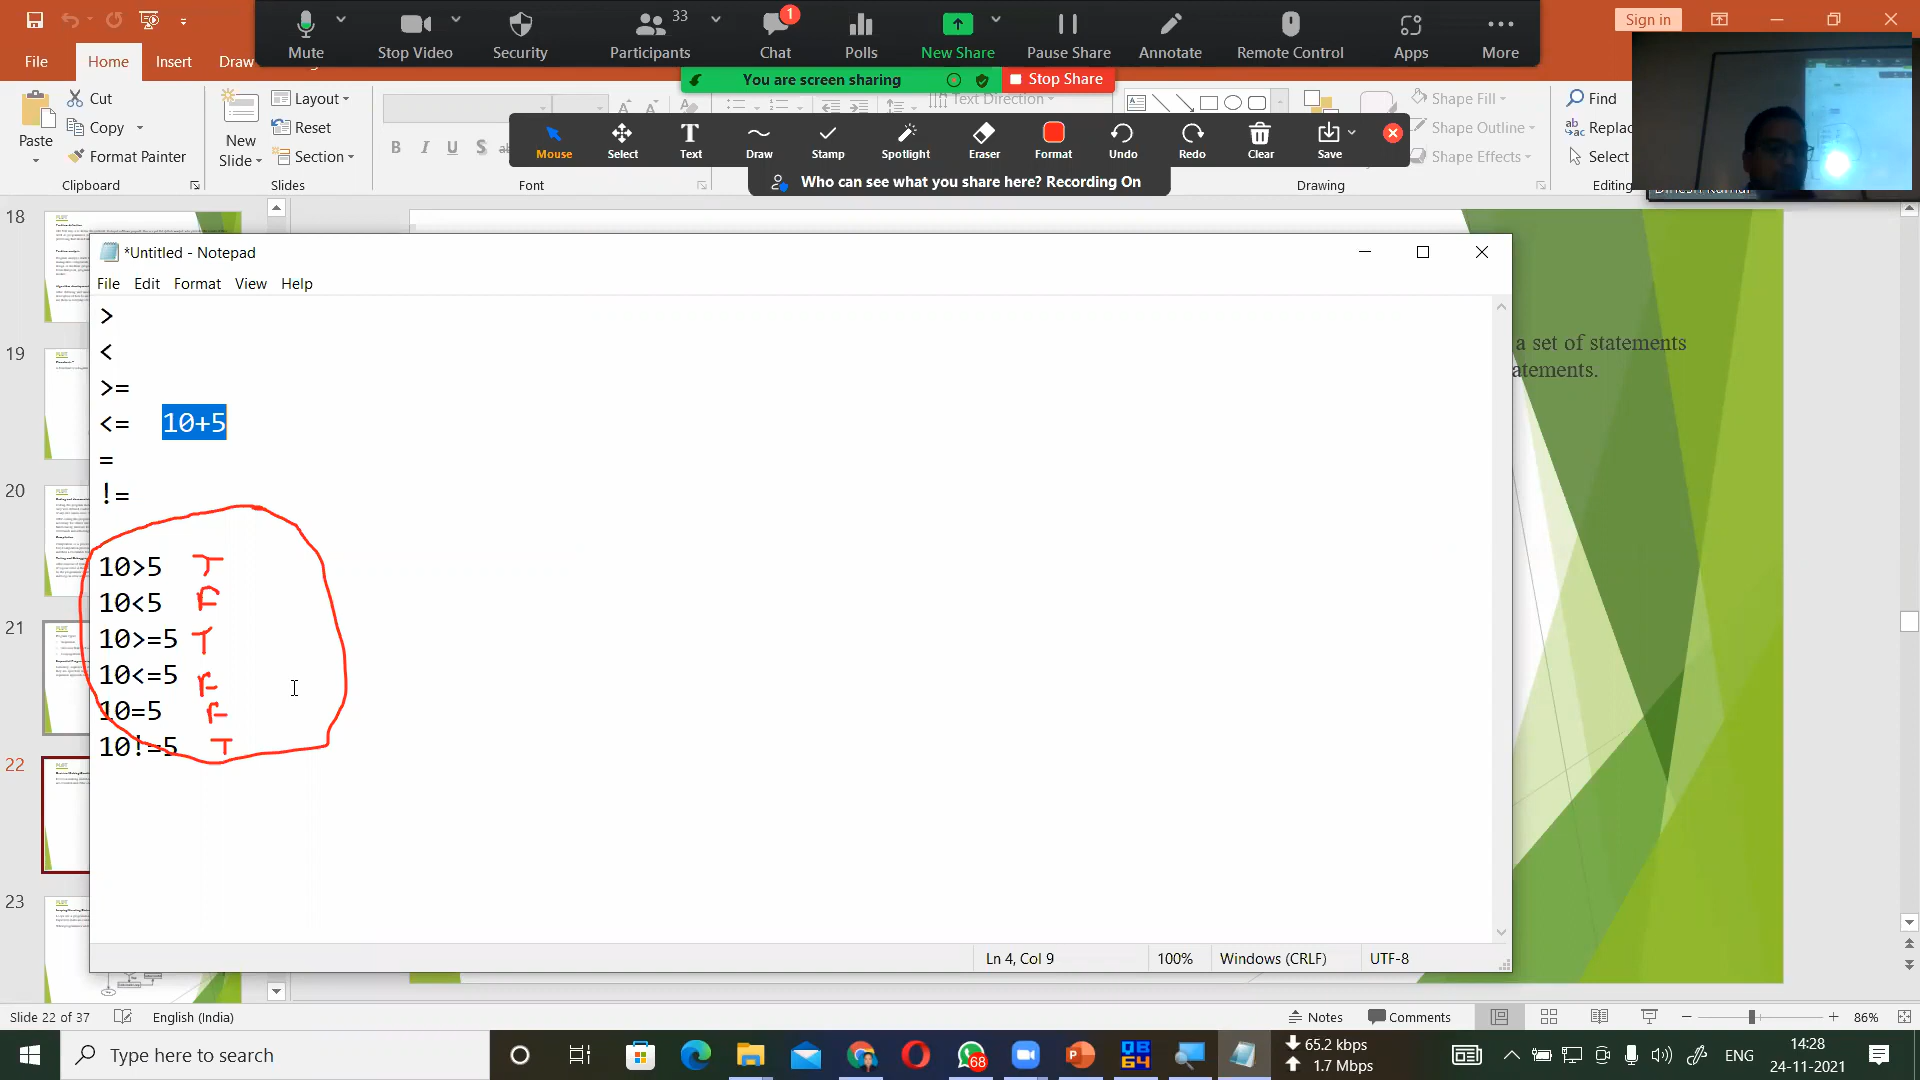 Mute
Stop Video
Security
33
Participants
1
Chat
Polls
New Share
Pause Share
Annotate
Remote Control
Apps
More
Sign in
You are screen sharing
Stop Share
File
Home
Insert
Draw
Cut
Copy
Format Painter
Paste
Clipboard
New
Slide
Layout
Reset
Section
Slides
Font
Text Direction
Mouse
Select
Text
Draw
Stamp
Spotlight
Eraser
Format
Undo
Redo
Clear
Save
Who can see what you share here? Recording On
Shape Fill
Shape Outline
Shape Effects
Drawing
Find
Replac
Select
Editing
18
19
20
21
22
23
*Untitled - Notepad
File Edit Format View Help
>
<
>=
<= 10+5
=
!=
10>5 T
10<5 F
10>=5 T
10<=5 F
10=5 F
10!=5 T
a set of statements
atements.
Ln 4, Col 9
100%
Windows (CRLF)
UTF-8
Slide 22 of 37
English (India)
Notes
Comments
86%
Type here to search
68
QB
64
65.2 kbps
1.7 Mbps
ENG
14:28
24-11-2021